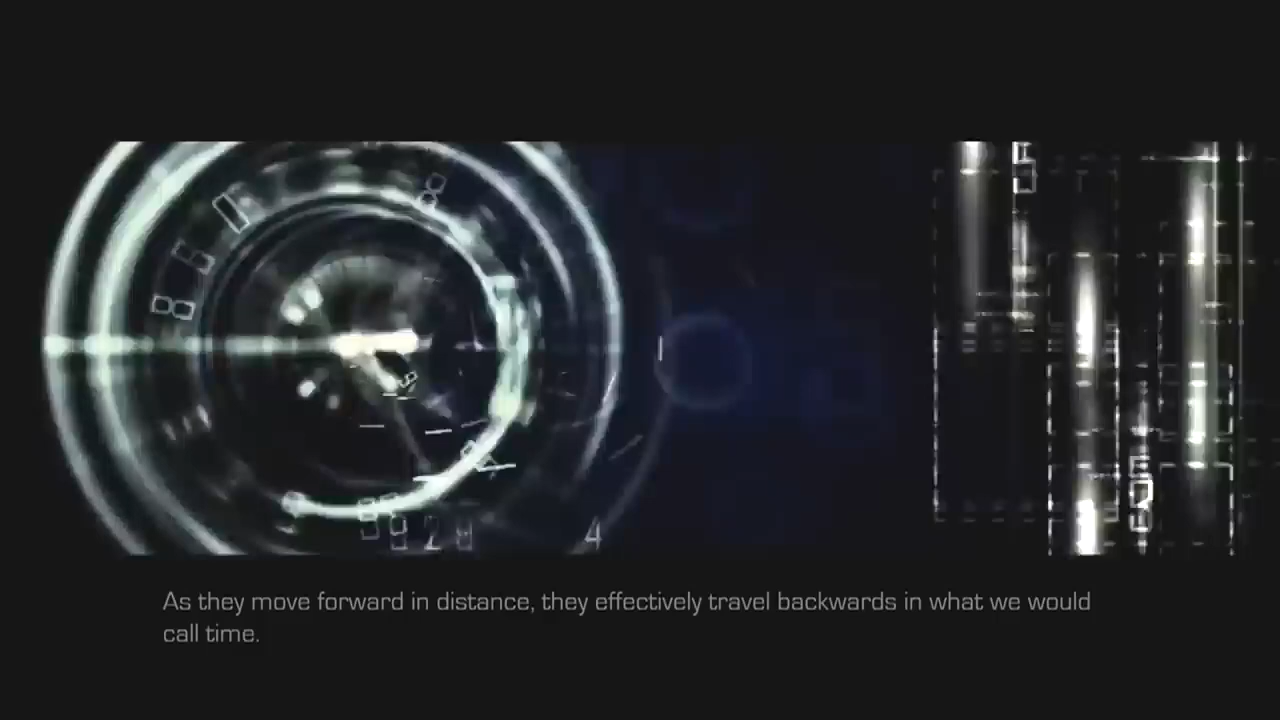 As they move forward in distance, they effectively travel backwards in what we would
call time.